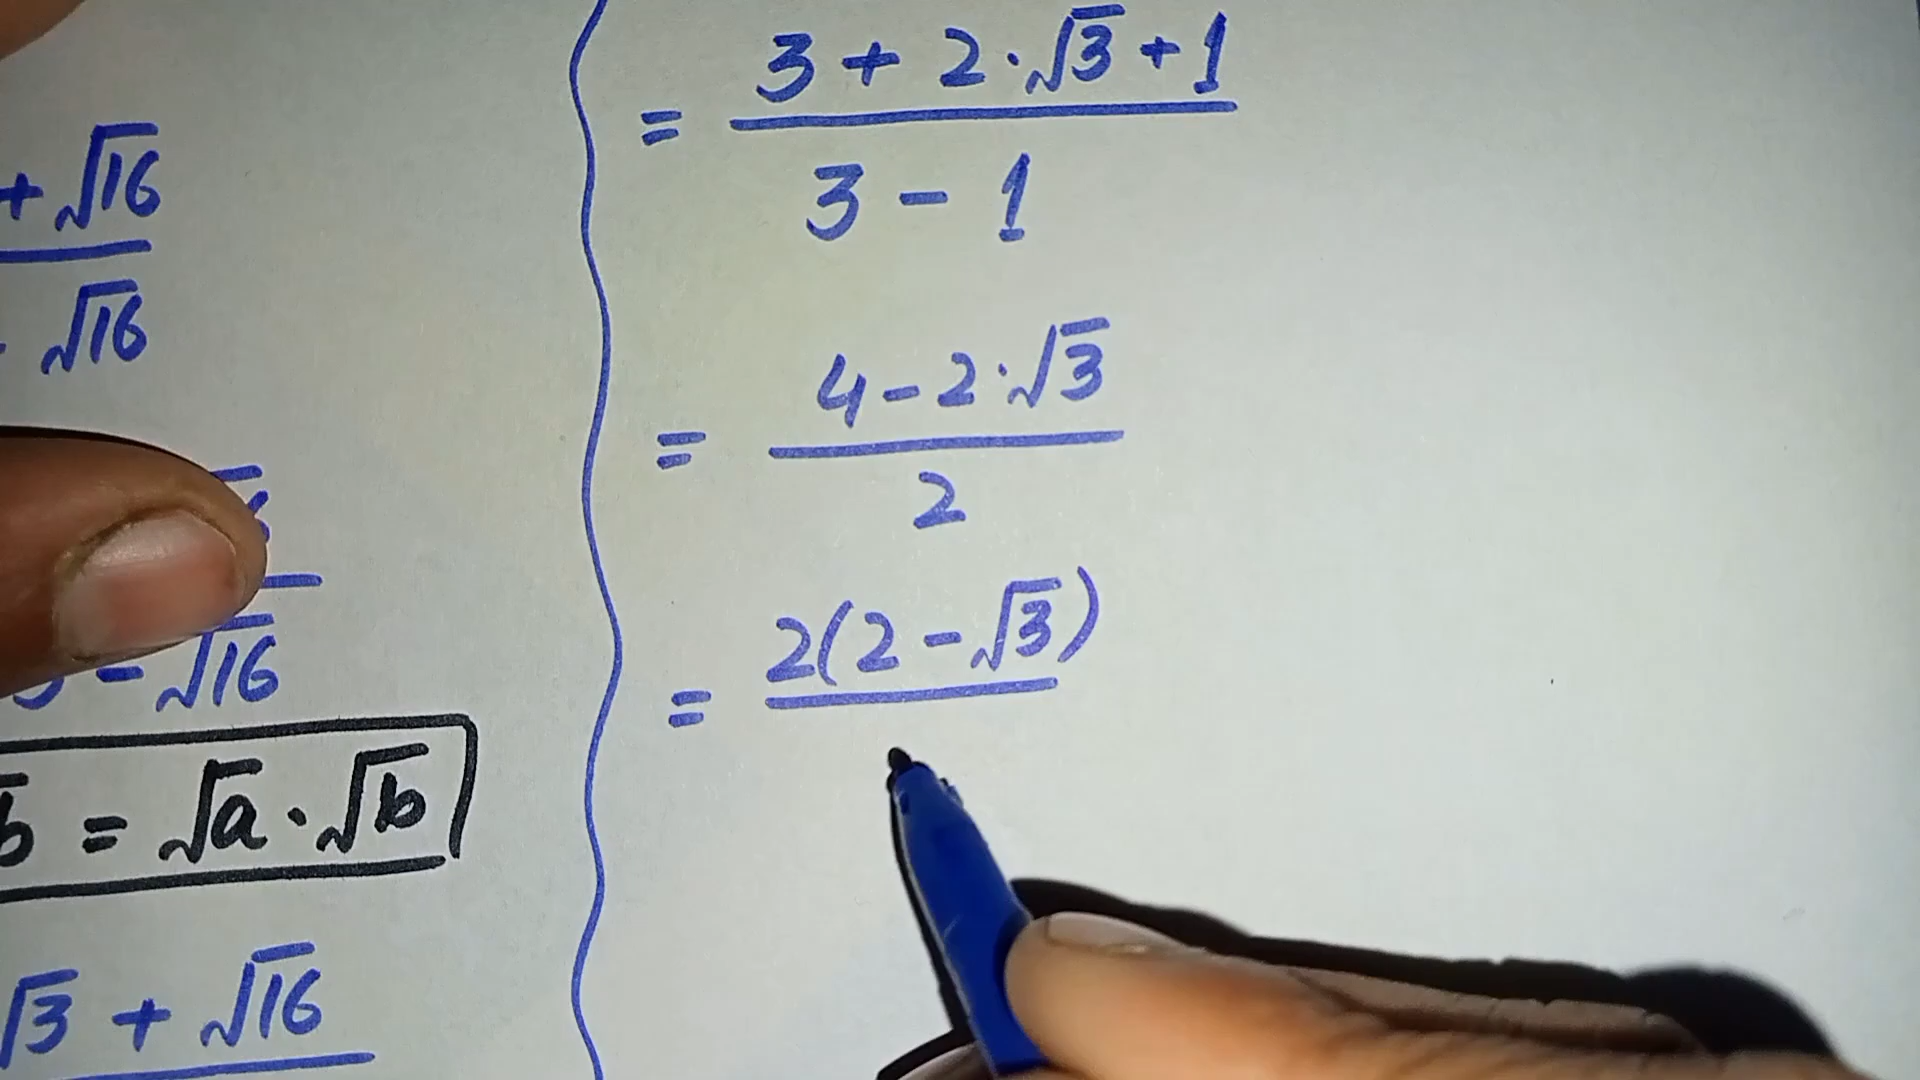 + √16
√16
- √16
b = √a · √b
√3 + √16
= 3 + 2·√3 + 1
3 - 1
= 4 - 2·√3
2
= 2(2 - √3)